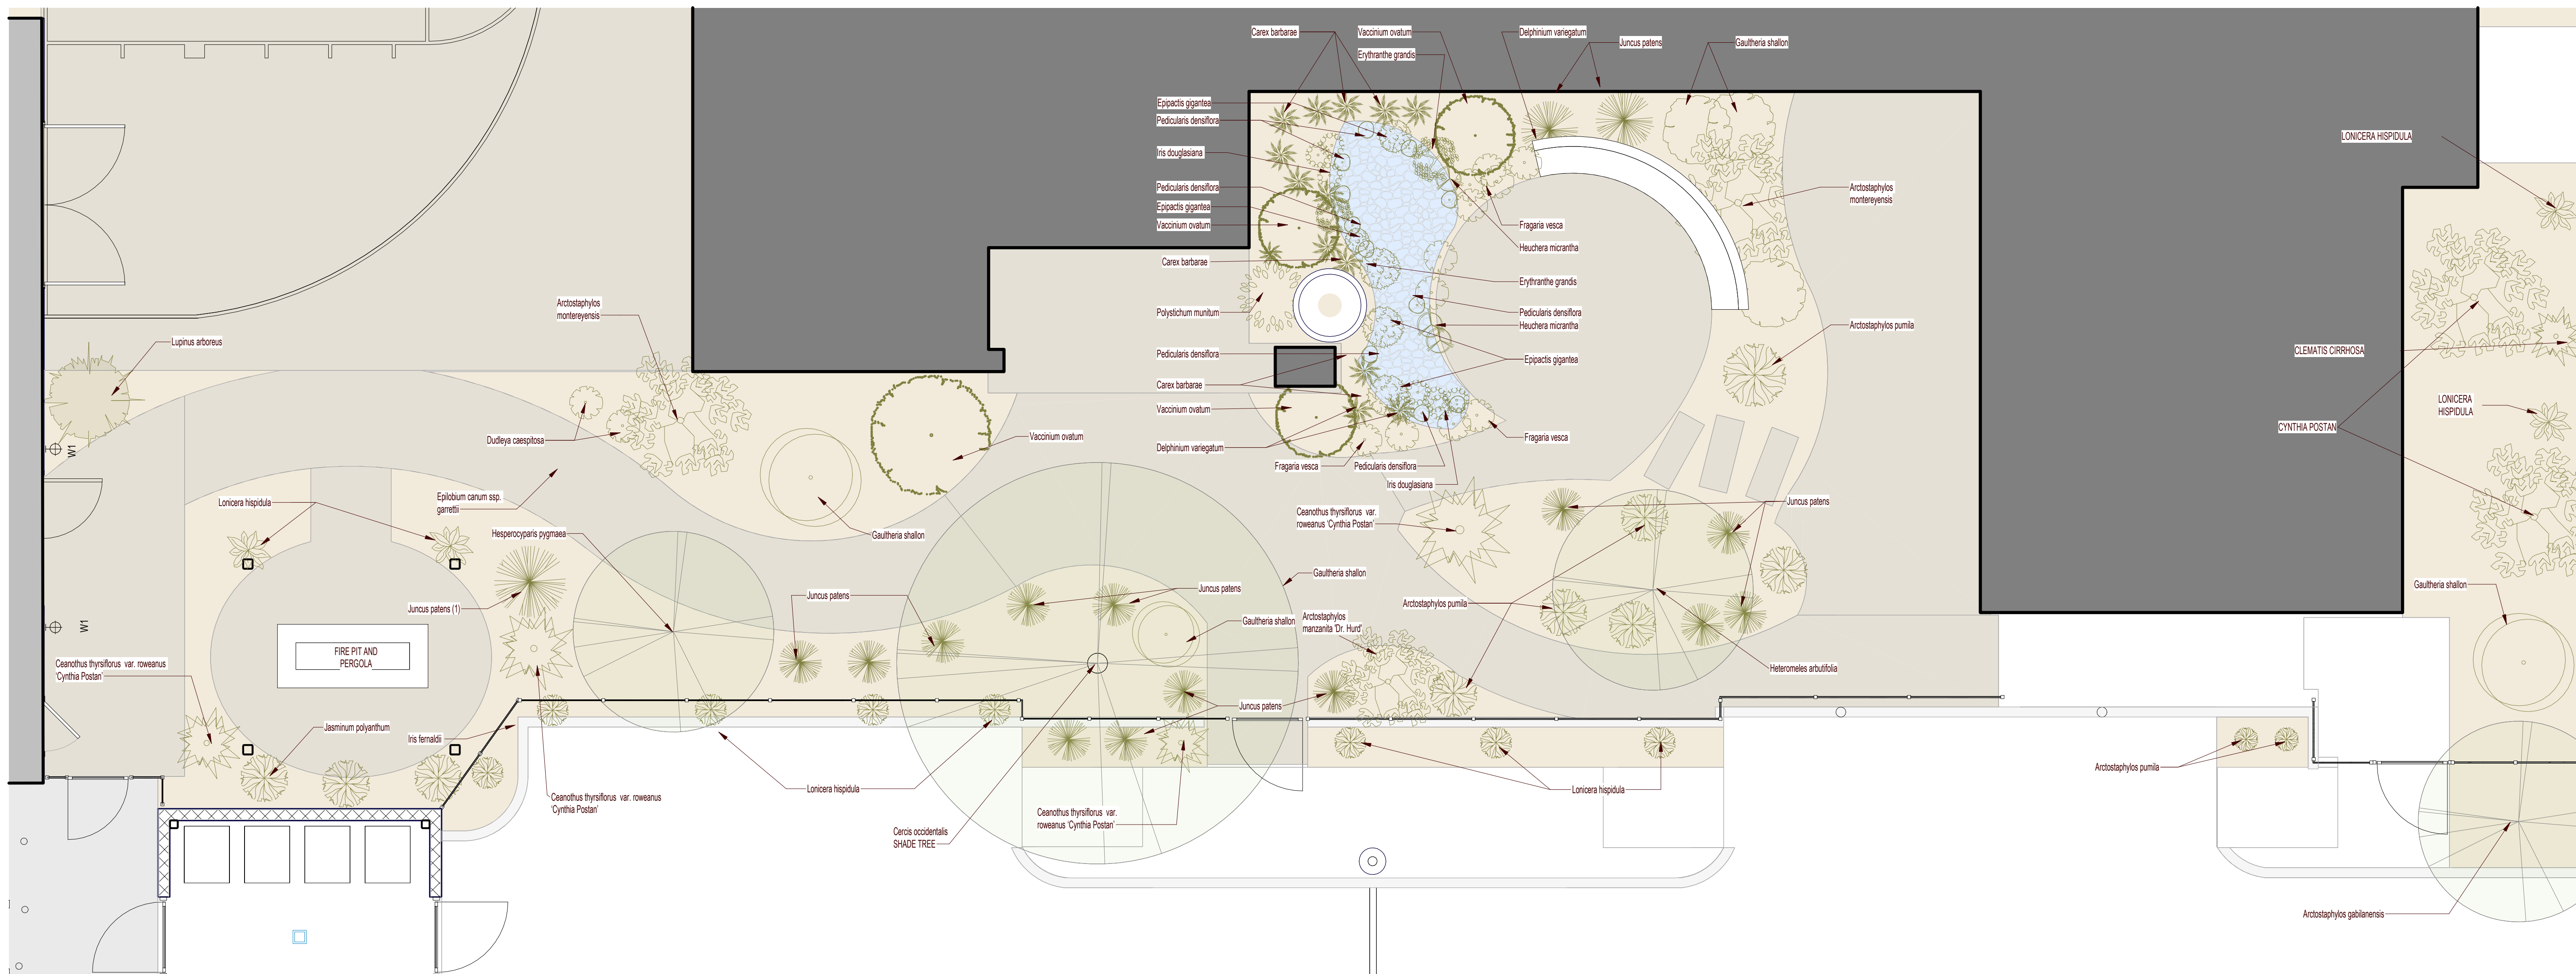 Carex barbarae
Vaccinium ovatum
Delphinium variegatum
Juncus patens
Gaultheria shallon
Erythranthe grandis
Epipactis gigantea
Pedicularis densiflora
Iris douglasiana
Pedicularis densiflora
Epipactis gigantea
Vaccinium ovatum
Carex barbarae
Polystichum munitum
Pedicularis densiflora
Carex barbarae
Vaccinium ovatum
Delphinium variegatum
Fragaria vesca
Pedicularis densiflora
Iris douglasiana
Fragaria vesca
Heuchera micrantha
Erythranthe grandis
Pedicularis densiflora
Heuchera micrantha
Epipactis gigantea
Fragaria vesca
Arctostaphylos
montereyensis
Arctostaphylos pumila
LONICERA HISPIDULA
CLEMATIS CIRRHOSA
LONICERA
HISPIDULA
CYNTHIA POSTAN
Gaultheria shallon
Arctostaphylos
montereyensis
Lupinus arboreus
Dudleya caespitosa
Vaccinium ovatum
W1
Lonicera hispidula
Epilobium canum ssp.
garrettii
Hesperocyparis pygmaea
Gaultheria shallon
Ceanothus thyrsiflorus var.
roweanus 'Cynthia Postan'
Juncus patens
Juncus patens (1)
Juncus patens
Juncus patens
Gaultheria shallon
Gaultheria shallon
Arctostaphylos
manzanita 'Dr. Hurd'
Arctostaphylos pumila
Heteromeles arbutifolia
W1
FIRE PIT AND
PERGOLA
Ceanothus thyrsiflorus var. roweanus
'Cynthia Postan'
Jasminum polyanthum
Iris fernaldii
Juncus patens
Ceanothus thyrsiflorus var. roweanus
'Cynthia Postan'
Lonicera hispidula
Cercis occidentalis
SHADE TREE
Ceanothus thyrsiflorus var.
roweanus 'Cynthia Postan'
Lonicera hispidula
Arctostaphylos pumila
Arctostaphylos gabilanensis